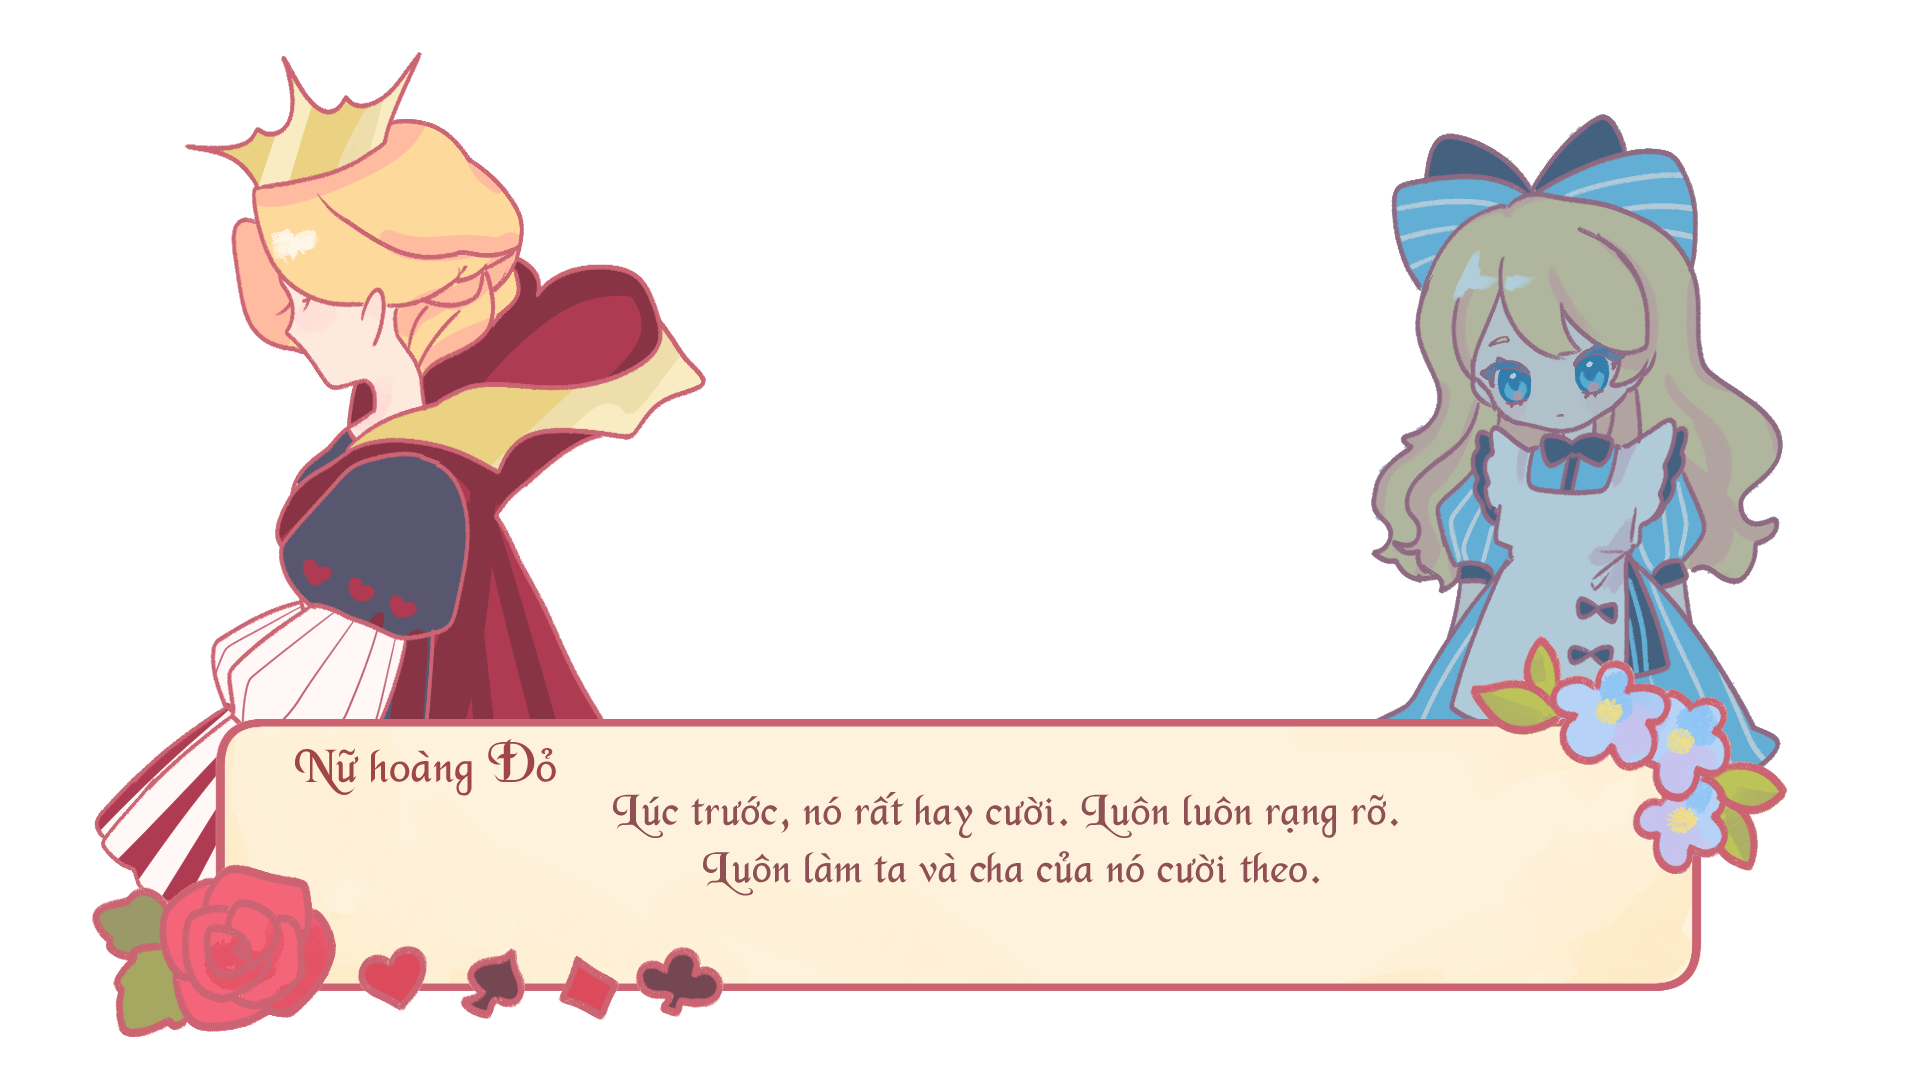 Nữ hoàng Đỏ
Lúc trước, nó rất hay cười. Luôn luôn rạng rỡ.
Luôn làm ta và cha của nó cười theo.